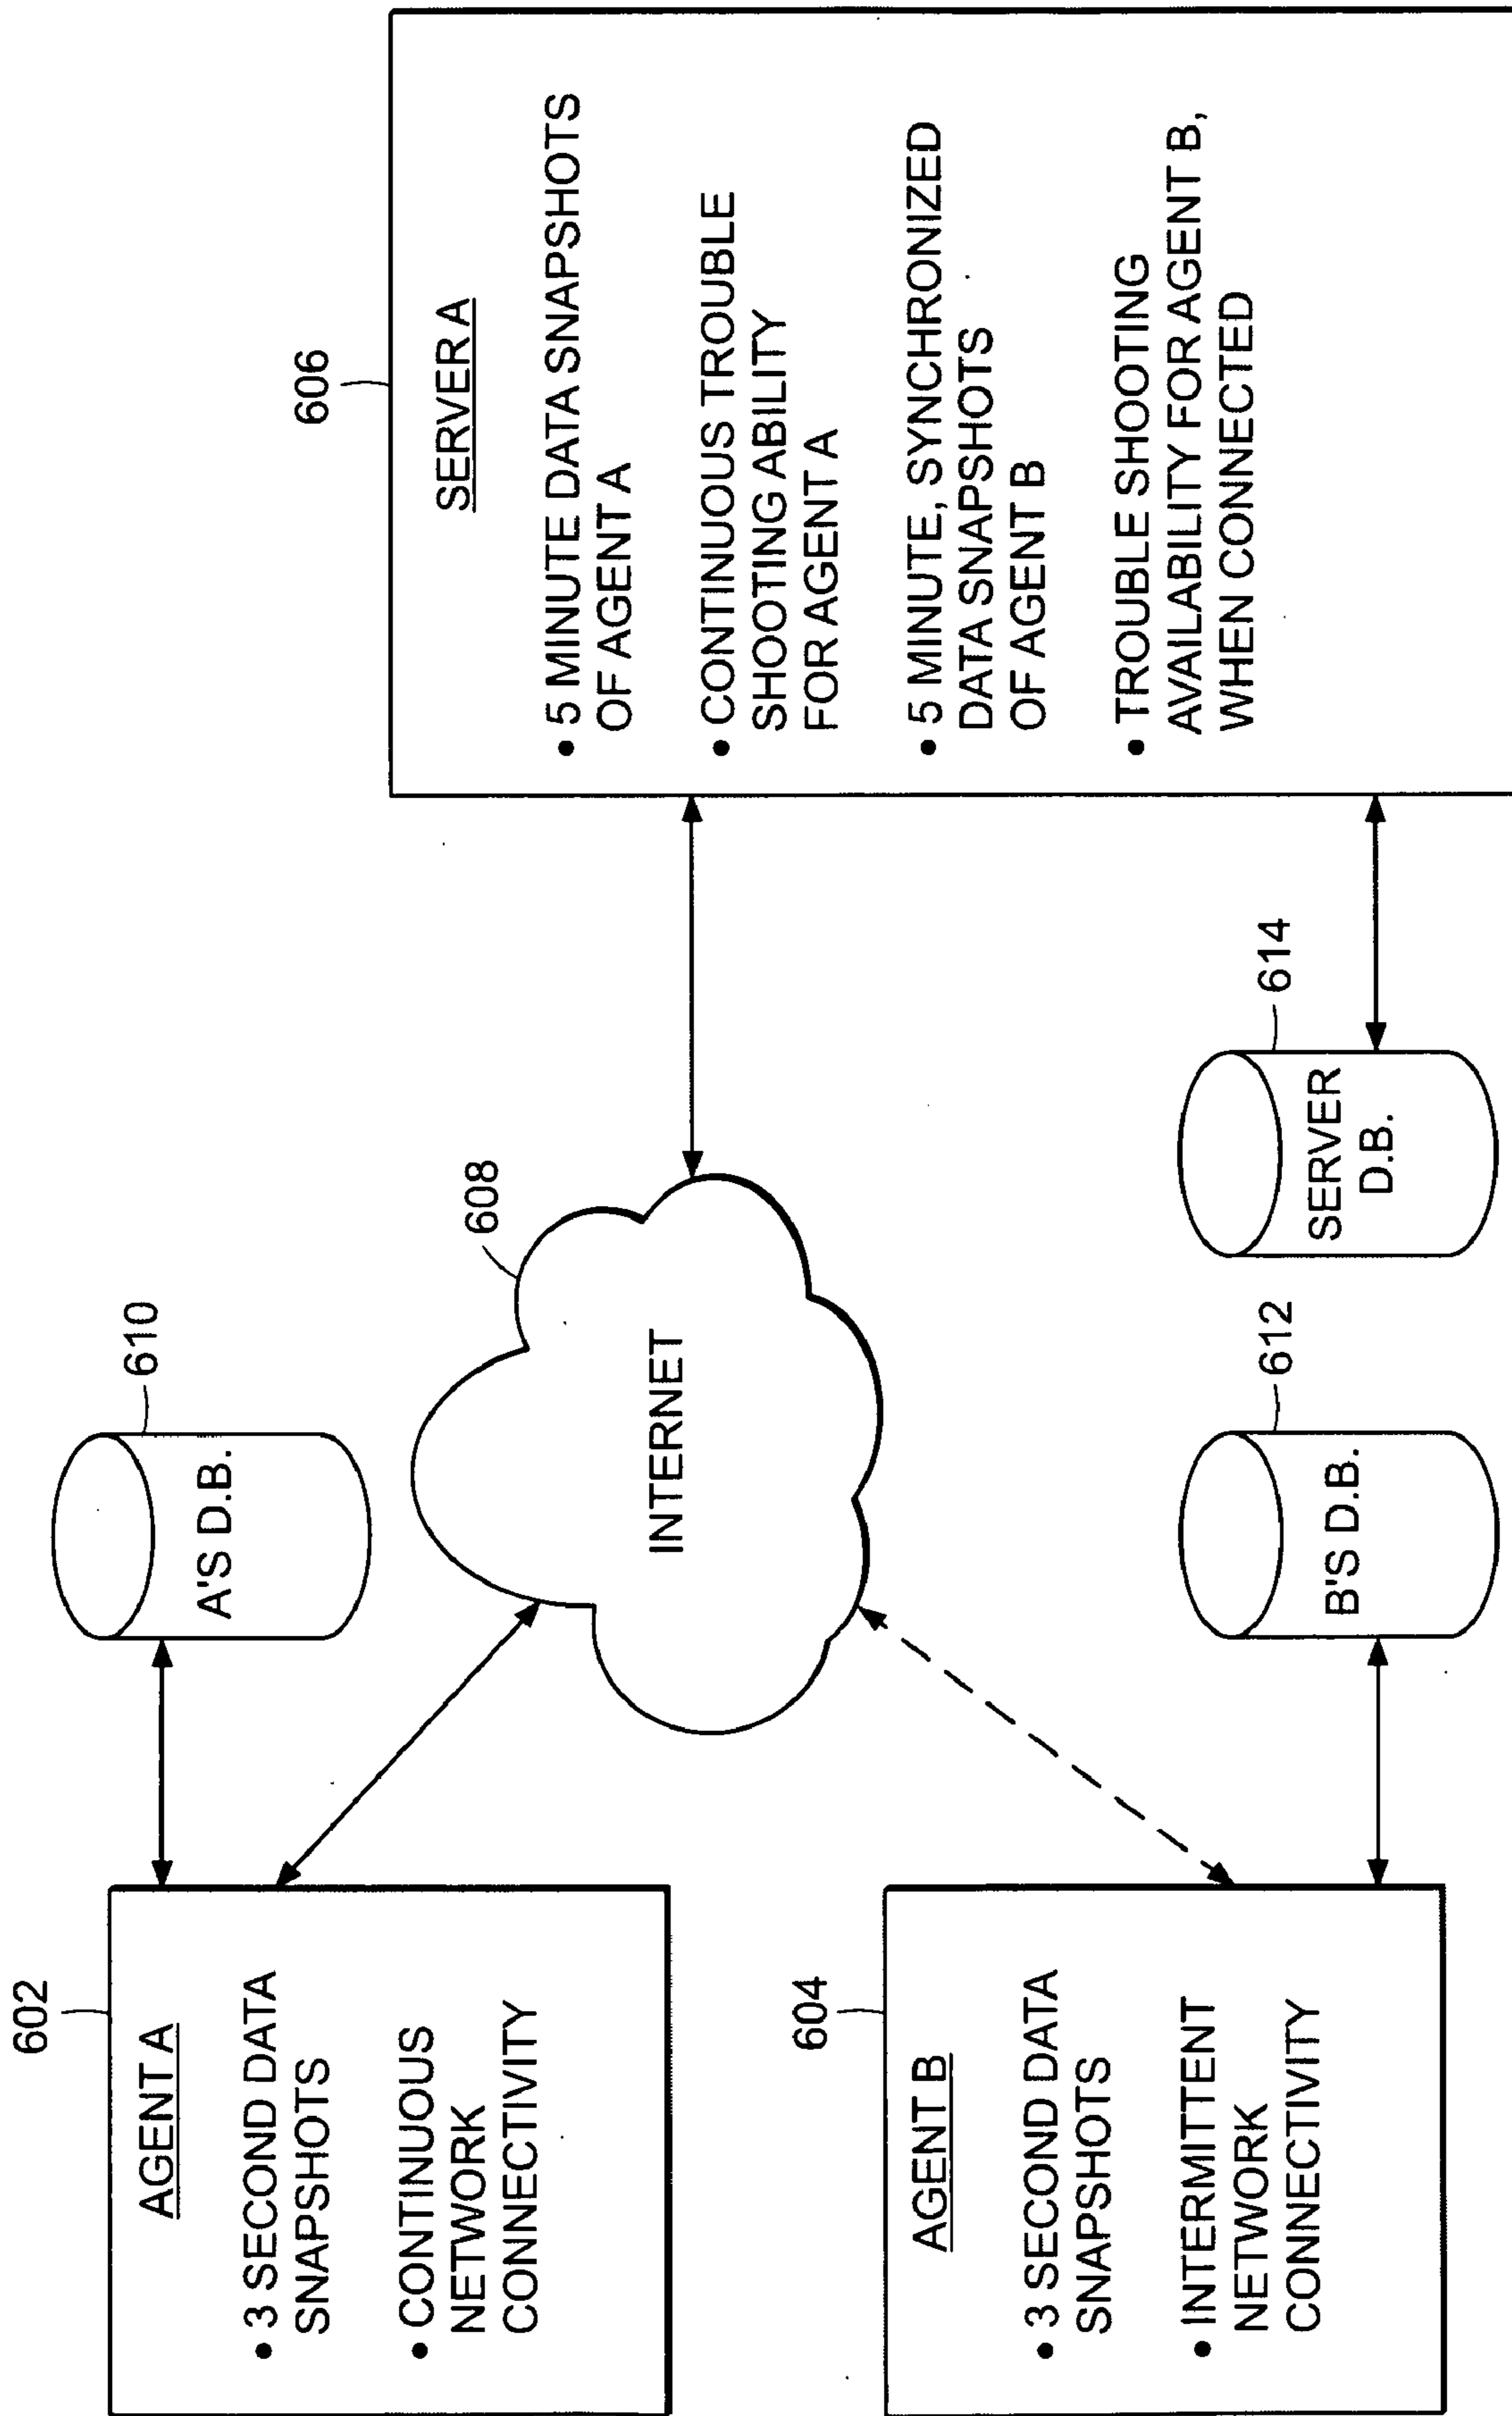 602
AGENT A
• 3 SECOND DATA
SNAPSHOTS
• CONTINUOUS
NETWORK
CONNECTIVITY
610
A'S D.B.
604
AGENT B
• 3 SECOND DATA
SNAPSHOTS
• INTERMITTENT
NETWORK
CONNECTIVITY
612
B'S D.B.
608
INTERNET
614
SERVER
D.B.
606
SERVER A
• 5 MINUTE DATA SNAPSHOTS
OF AGENT A
• CONTINUOUS TROUBLE
SHOOTING ABILITY
FOR AGENT A
• 5 MINUTE, SYNCHRONIZED
DATA SNAPSHOTS
OF AGENT B
• TROUBLE SHOOTING
AVAILABILITY FOR AGENT B,
WHEN CONNECTED